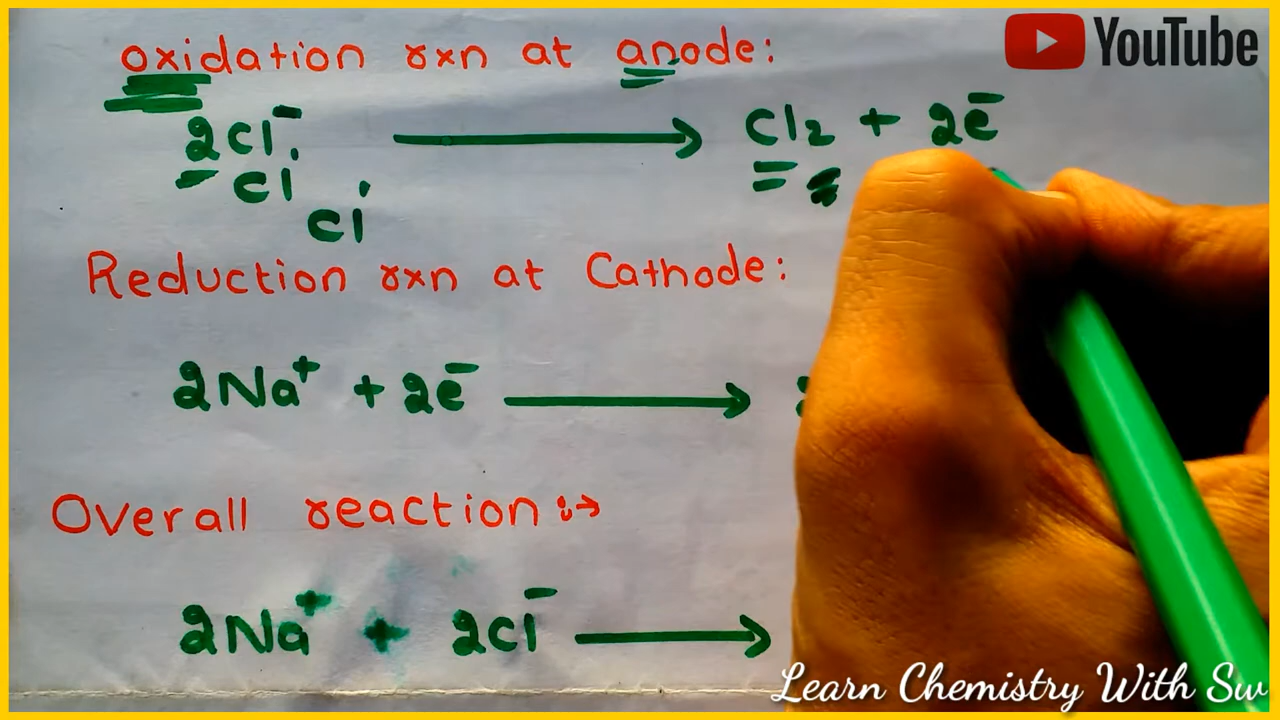 YouTube
oxidation rxn at anode:
2Cl⁻ → Cl₂ + 2e⁻
Cl
Cl
Reduction rxn at Cathode:
2Na⁺ + 2e⁻ →
Overall reaction:→
2Na⁺ + 2Cl⁻ →
Learn Chemistry With Sw